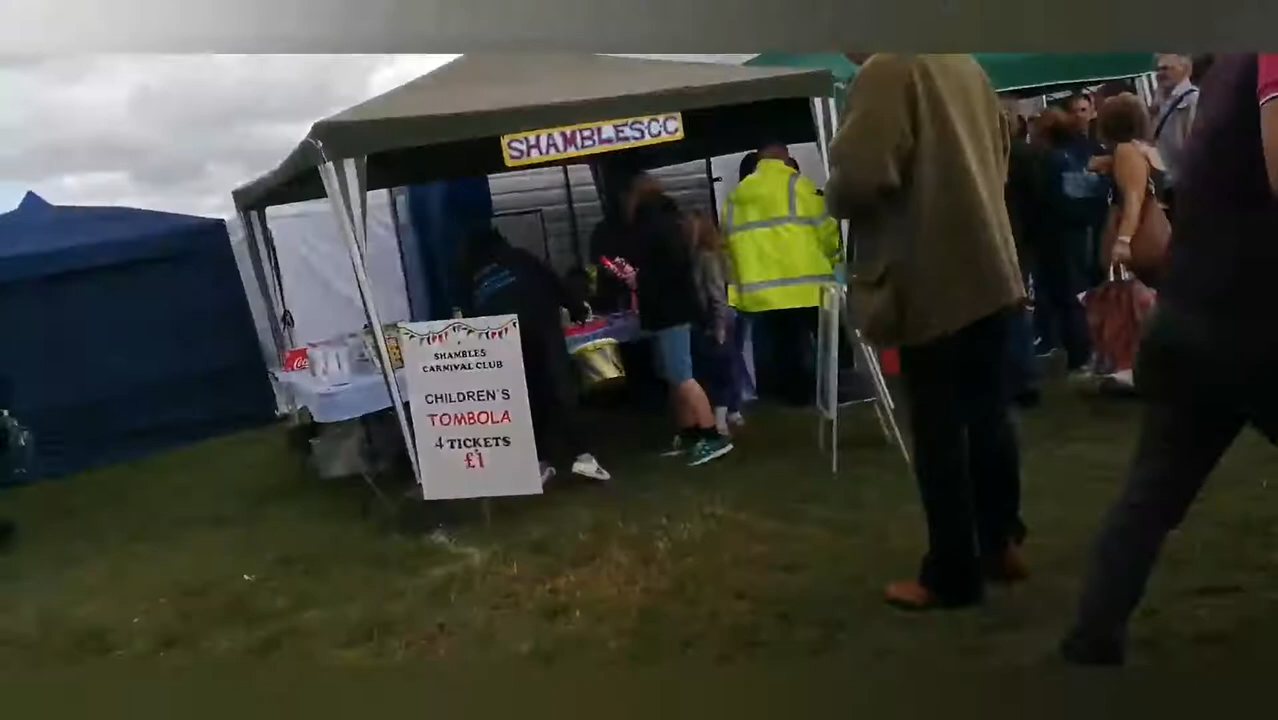 SHAMBLESCC
SHAMBLES
CARNIVAL CLUB
CHILDREN'S
TOMBOLA
4 TICKETS
£1